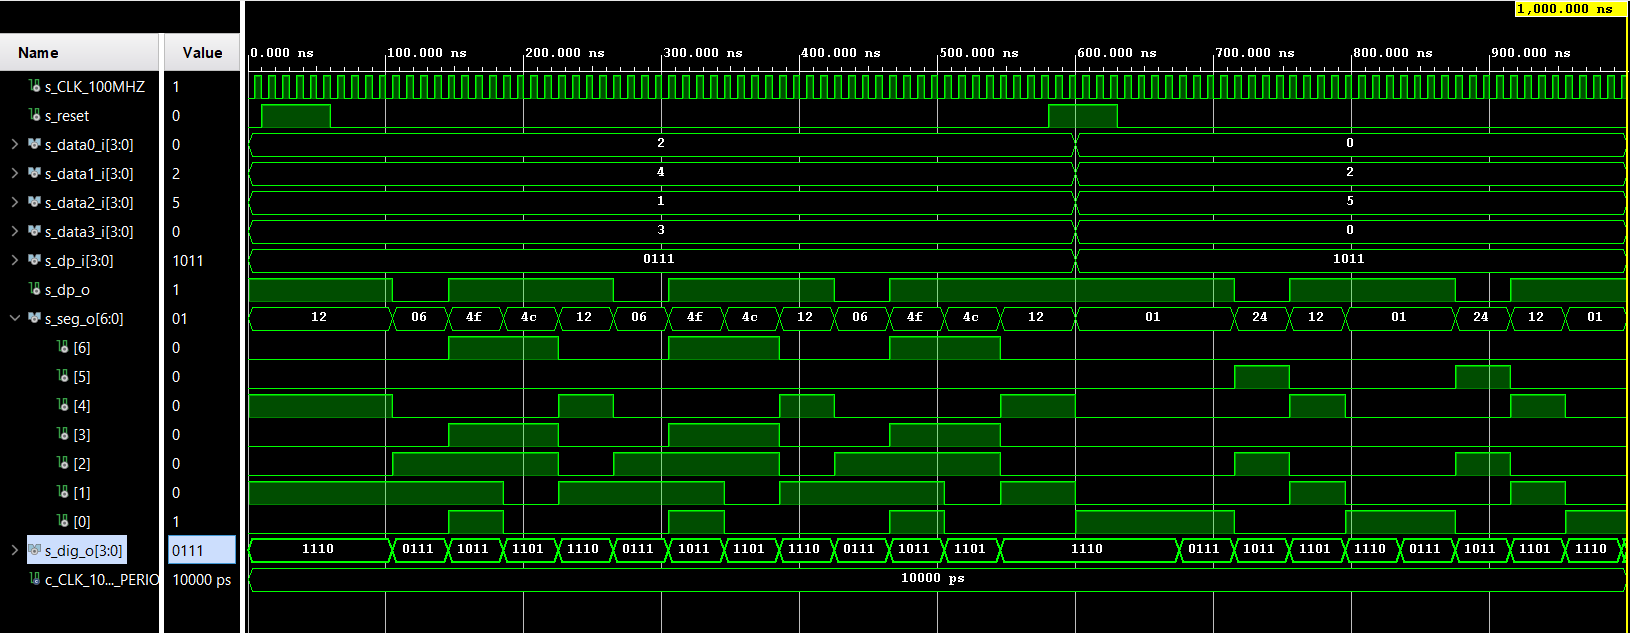 1,000.000 ns
Name Value 0.000 ns 100.000 ns 200.000 ns 300.000 ns 400.000 ns 500.000 ns 600.000 ns 700.000 ns 800.000 ns 900.000 ns
s_CLK_100MHZ 1
s_reset 0
s_data0_i[3:0] 0 2 0
s_data1_i[3:0] 2 4 2
s_data2_i[3:0] 5 1 5
s_data3_i[3:0] 0 3 0
s_dp_i[3:0] 1011 0111 1011
s_dp_o 1
s_seg_o[6:0] 01 12 06 4f 4c 12 06 4f 4c 12 06 4f 4c 12 01 24 12 01 24 12 01
[6] 0
[5] 0
[4] 0
[3] 0
[2] 0
[1] 0
[0] 1
s_dig_o[3:0] 0111 1110 0111 1011 1101 1110 0111 1011 1101 1110 0111 1011 1101 1110 0111 1011 1101 1110 0111 1011 1101 1110
c_CLK_10..._PERIO 10000 ps 10000 ps